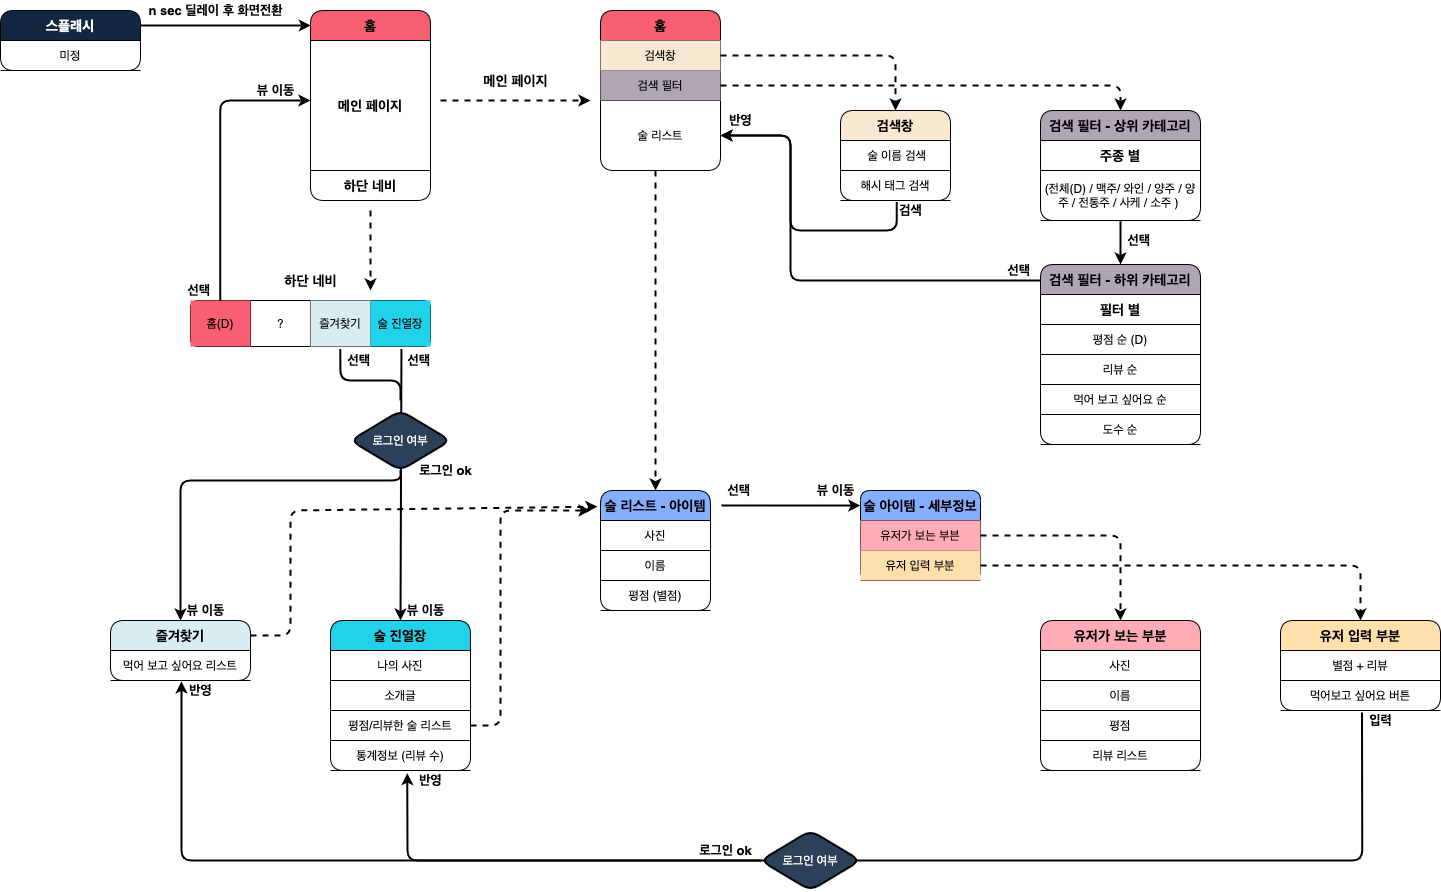 스플래시
미정
n sec 딜레이 후 화면전환
홈
메인 페이지
하단 네비
뷰 이동
메인 페이지
홈
검색창
검색 필터
술 리스트
반영
검색창
술 이름 검색
해시 태그 검색
검색
검색 필터 - 상위 카테고리
주종 별
(전체(D) / 맥주/ 와인 / 양주 / 양
주 / 전통주 / 사케 / 소주 )
선택
선택
검색 필터 - 하위 카테고리
필터 별
평점 순 (D)
리뷰 순
먹어 보고 싶어요 순
도수 순
하단 네비
선택
홈(D)
?
즐겨찾기
술 진열장
선택
선택
로그인 여부
로그인 ok
술 리스트 - 아이템
사진
이름
평점 (별점)
선택
뷰 이동
술 아이템 - 세부정보
유저가 보는 부분
유저 입력 부분
뷰 이동
즐겨찾기
먹어 보고 싶어요 리스트
반영
뷰 이동
술 진열장
나의 사진
소개글
평점/리뷰한 술 리스트
통계정보 (리뷰 수)
반영
유저가 보는 부분
사진
이름
평점
리뷰 리스트
유저 입력 부분
별점 + 리뷰
먹어보고 싶어요 버튼
입력
로그인 ok
로그인 여부